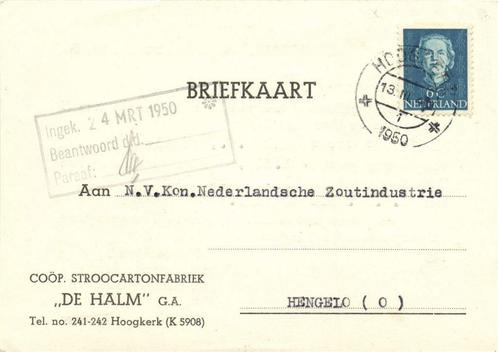 BRIEFKAART
6c
NEDERLAND
1950
Ingek. 24 MRT 1950
Beantwoord d.d.
Paraaf:
Aan N.V.Kon.Nederlandsche Zoutindustrie
COÖP. STROOCARTONFABRIEK
„DE HALM" G.A.
Tel. no. 241-242 Hoogkerk (K 5908)
HENGELO ( O )